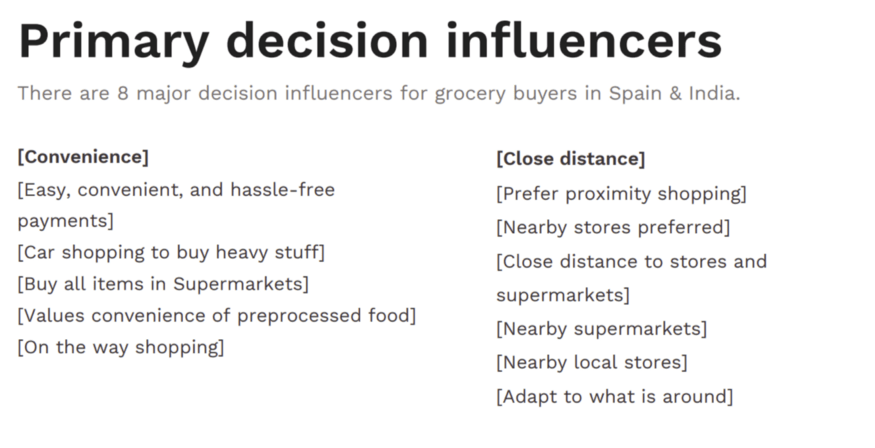 Primary decision influencers
There are 8 major decision influencers for grocery buyers in Spain & India.
[Convenience]
[Easy, convenient, and hassle-free
payments]
[Car shopping to buy heavy stuff]
[Buy all items in Supermarkets]
[Values convenience of preprocessed food]
[On the way shopping]
[Close distance]
[Prefer proximity shopping]
[Nearby stores preferred]
[Close distance to stores and
supermarkets]
[Nearby supermarkets]
[Nearby local stores]
[Adapt to what is around]